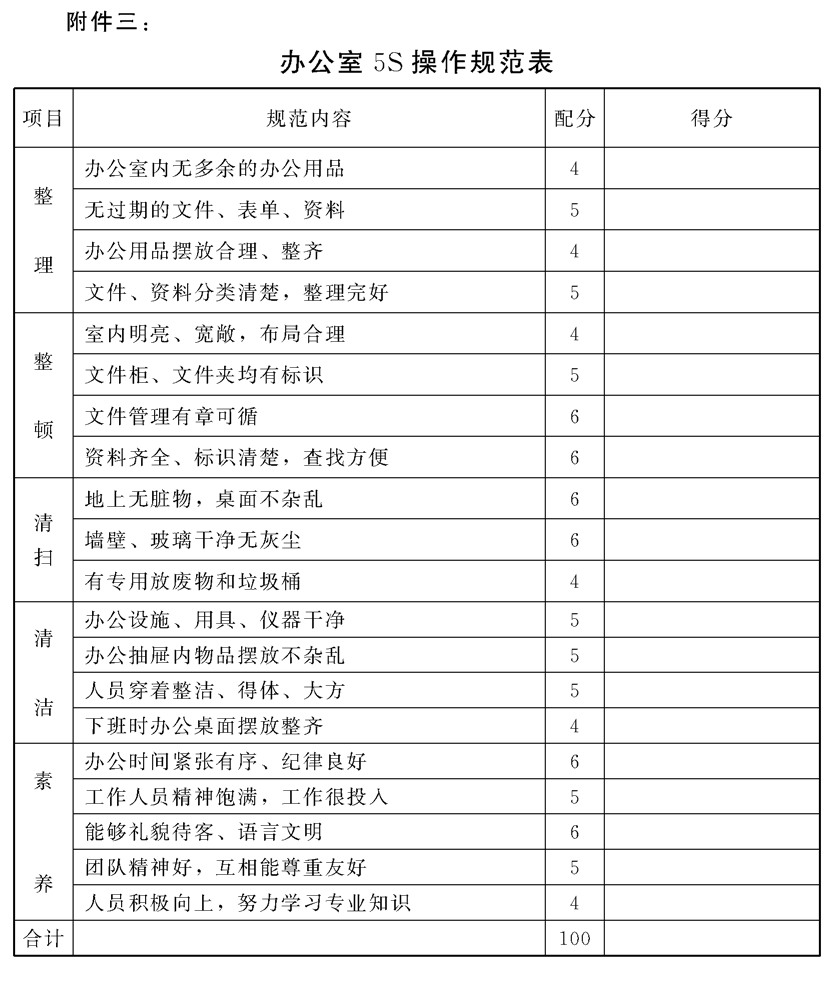 附件三：
办公室 5S 操作规范表
项目 规范内容 配分 得分
整理
办公室内无多余的办公用品 4
无过期的文件、表单、资料 5
办公用品摆放合理、整齐 4
文件、资料分类清楚，整理完好 5
整顿
室内明亮、宽敞，布局合理 4
文件柜、文件夹均有标识 5
文件管理有章可循 6
资料齐全、标识清楚，查找方便 6
清扫
地上无脏物，桌面不杂乱 6
墙壁、玻璃干净无灰尘 6
有专用放废物和垃圾桶 4
清洁
办公设施、用具、仪器干净 5
办公抽屉内物品摆放不杂乱 5
人员穿着整洁、得体、大方 5
下班时办公桌面摆放整齐 4
素养
办公时间紧张有序、纪律良好 6
工作人员精神饱满，工作很投入 5
能够礼貌待客、语言文明 6
团队精神好，互相能尊重友好 5
人员积极向上，努力学习专业知识 4
合计 100